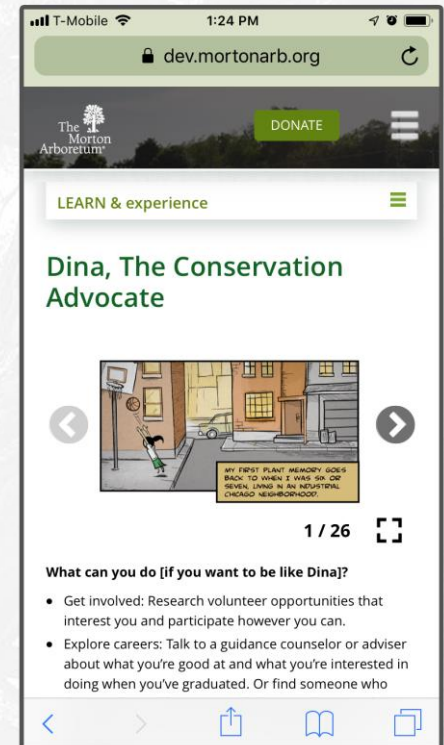 T-Mobile 1:24 PM
dev.mortonarb.org
The
Morton
Arboretum
DONATE
LEARN & experience
Dina, The Conservation
Advocate
MY FIRST PLANT MEMORY GOES
BACK TO WHEN I WAS SIX OR
SEVEN, LIVING IN AN INDUSTRIAL
CHICAGO NEIGHBORHOOD.
1 / 26
What can you do [if you want to be like Dina]?
• Get involved: Research volunteer opportunities that
interest you and participate however you can.
• Explore careers: Talk to a guidance counselor or adviser
about what you're good at and what you're interested in
doing when you've graduated. Or find someone who